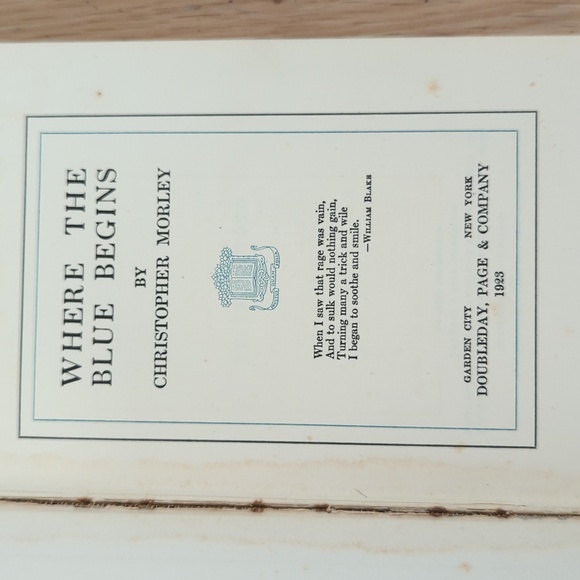 WHERE THE
BLUE BEGINS
BY
CHRISTOPHER MORLEY
When I saw that rage was vain,
And to sulk would nothing gain,
Turning many a trick and wile
I began to soothe and smile.
—WILLIAM BLAKE
GARDEN CITY NEW YORK
DOUBLEDAY, PAGE & COMPANY
1923